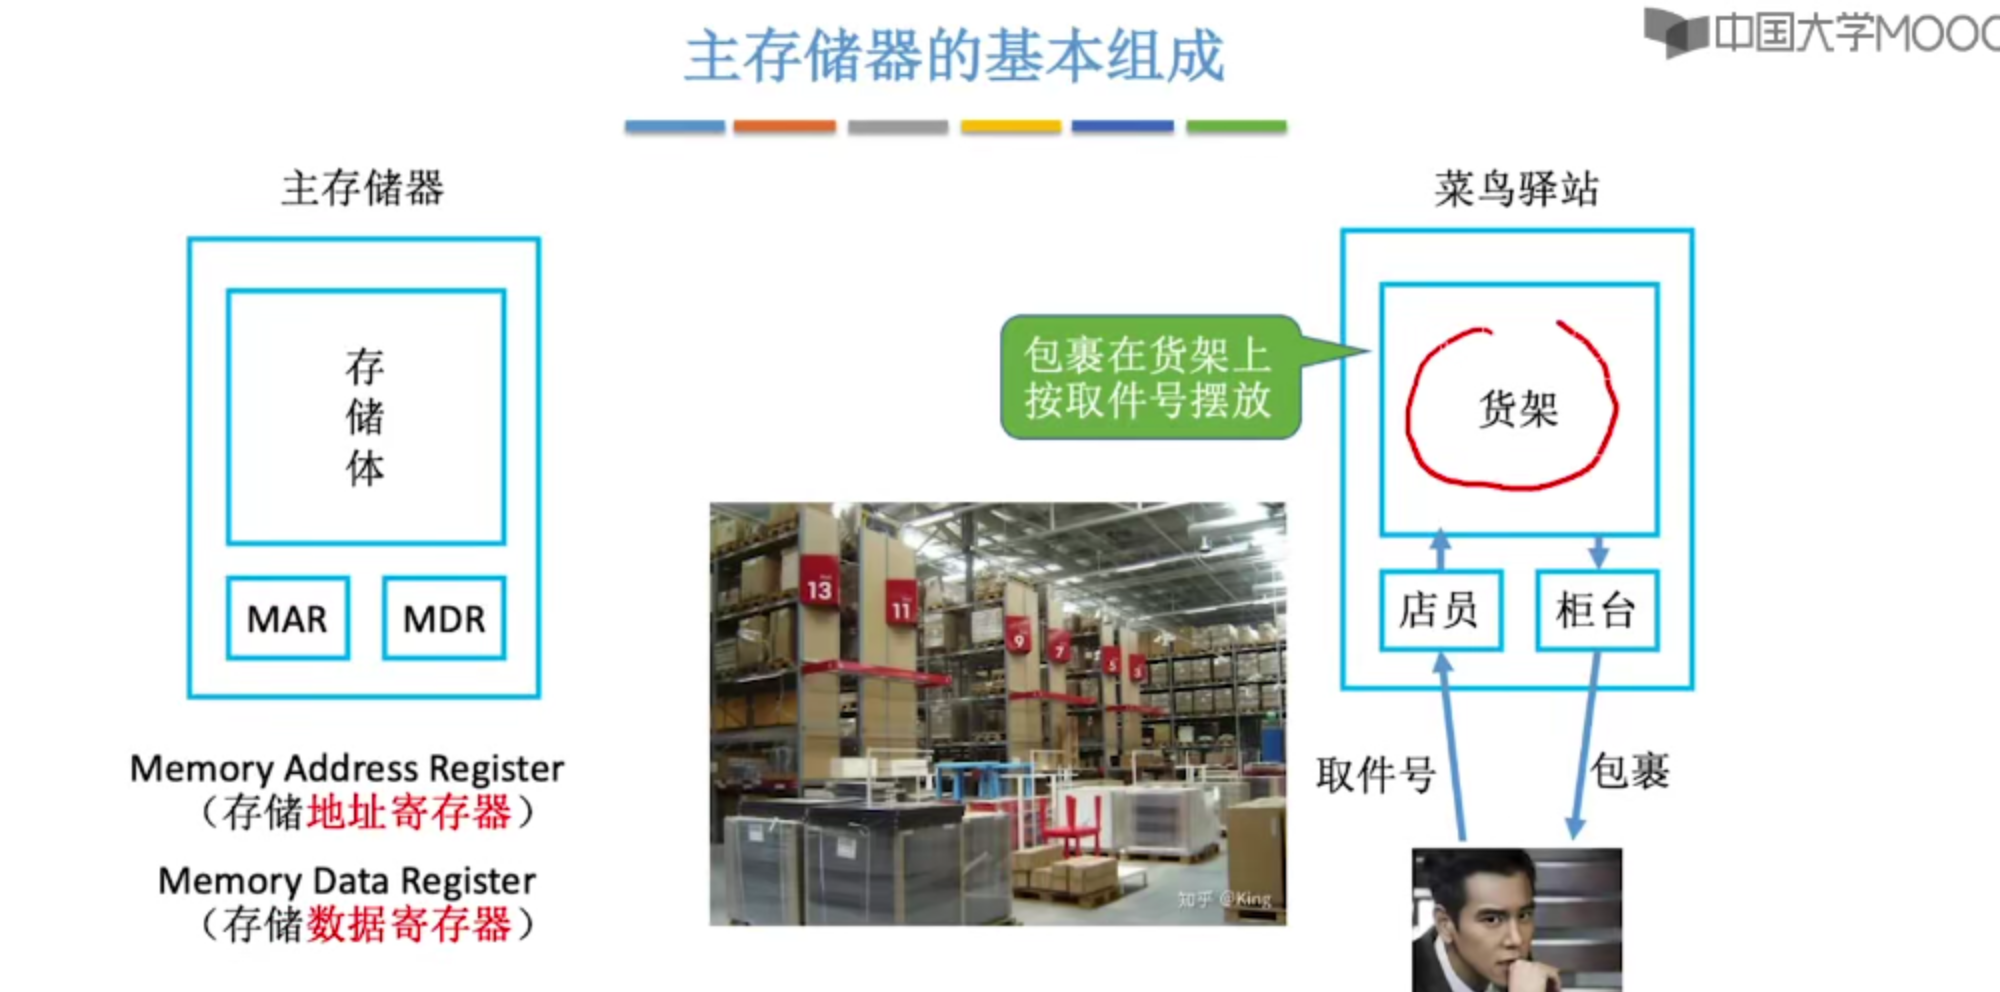 中国大学MOOC
主存储器的基本组成
主存储器
存
储
体
MAR
MDR
Memory Address Register
（存储地址寄存器）
Memory Data Register
（存储数据寄存器）
13
11
9
7
5
3
知乎 @King
菜鸟驿站
包裹在货架上
按取件号摆放
货架
店员
柜台
取件号
包裹